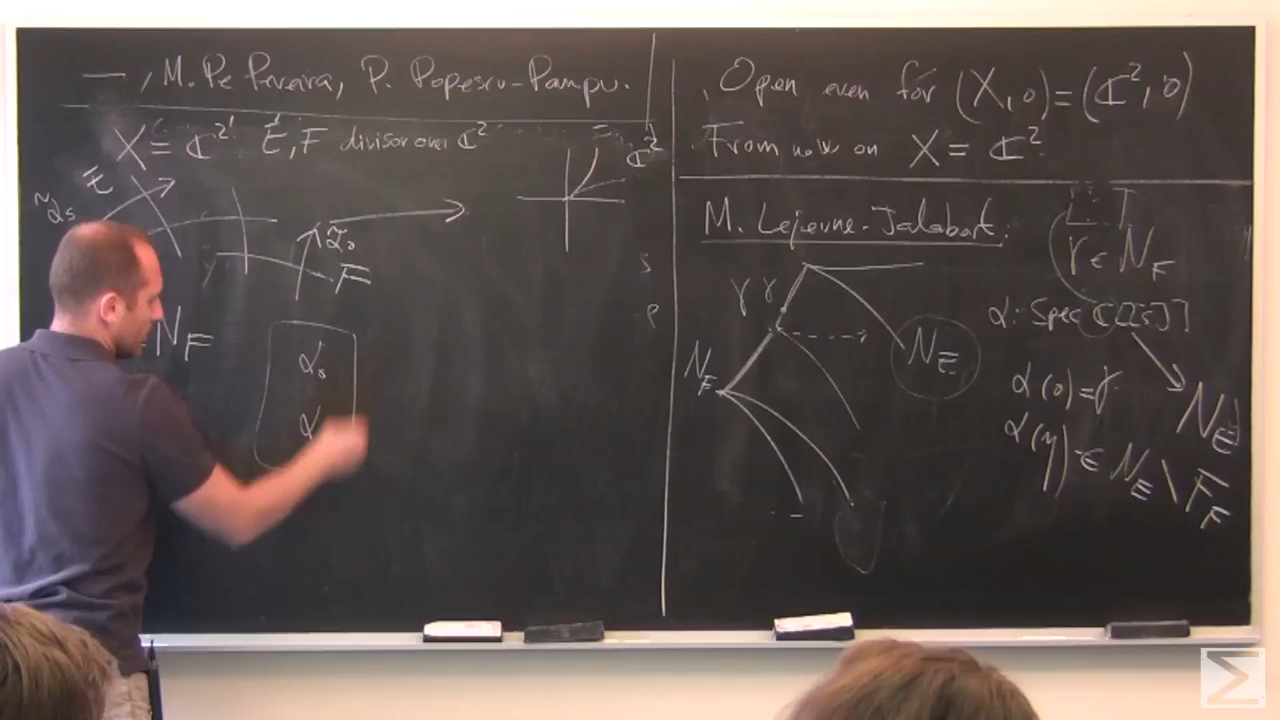 —, M. Pe Pereira, P. Popescu-Pampu.
X = ℂ² E, F divisor over ℂ²
E
ℂ²
α̃ₛ
α̃₀
F
N_F
α₀
α
Open even for (X,0) = (ℂ²,0)
From now on X = ℂ²
M. Lejeune-Jalabert:
γ ∈ N_F
γ γ
α: Spec ℂ[[s]]
N_E
N_F
α(0) = γ
N_E
α(η) ∈ N_E \ F_F
Σ